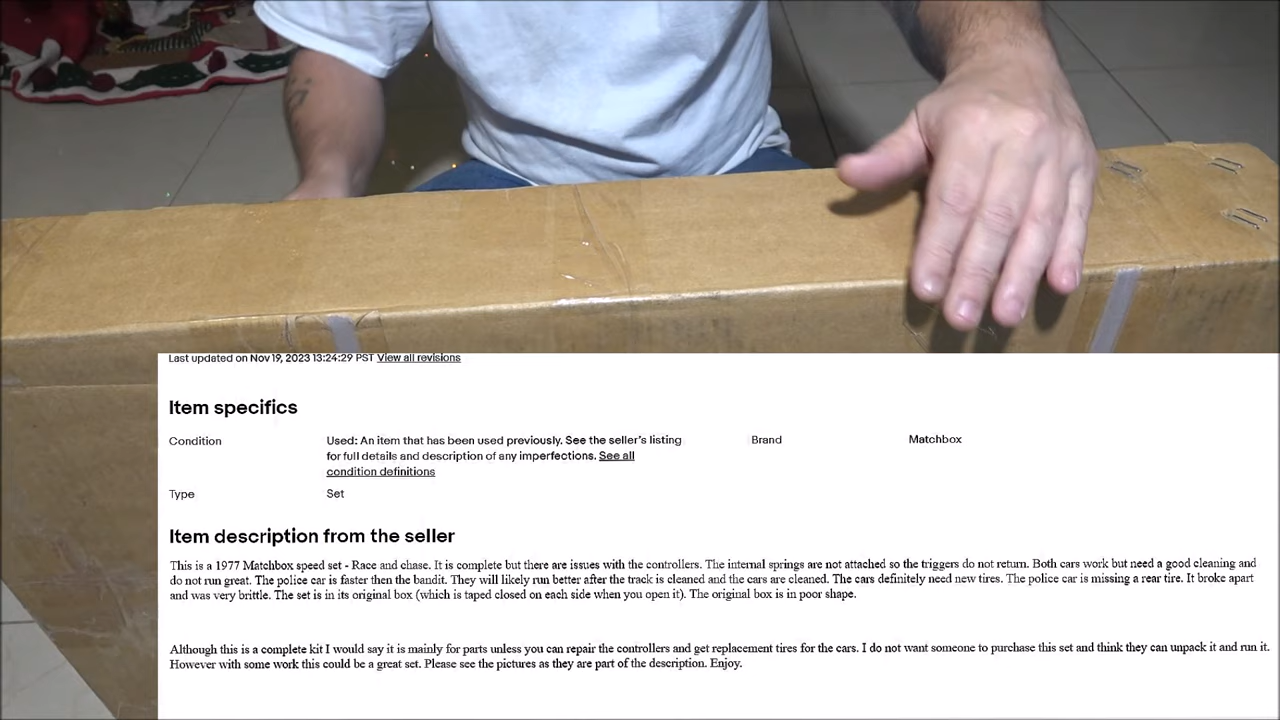 Last updated on Nov 19, 2023 13:24:29 PST View all revisions
Item specifics
Condition
Used: An item that has been used previously. See the seller's listing
for full details and description of any imperfections. See all
condition definitions
Brand
Matchbox
Type
Set
Item description from the seller
This is a 1977 Matchbox speed set - Race and chase. It is complete but there are issues with the controllers. The internal springs are not attached so the triggers do not return. Both cars work but need a good cleaning and
do not run great. The police car is faster then the bandit. They will likely run better after the track is cleaned and the cars are cleaned. The cars definitely need new tires. The police car is missing a rear tire. It broke apart
and was very brittle. The set is in its original box (which is taped closed on each side when you open it). The original box is in poor shape.
Although this is a complete kit I would say it is mainly for parts unless you can repair the controllers and get replacement tires for the cars. I do not want someone to purchase this set and think they can unpack it and run it.
However with some work this could be a great set. Please see the pictures as they are part of the description. Enjoy.